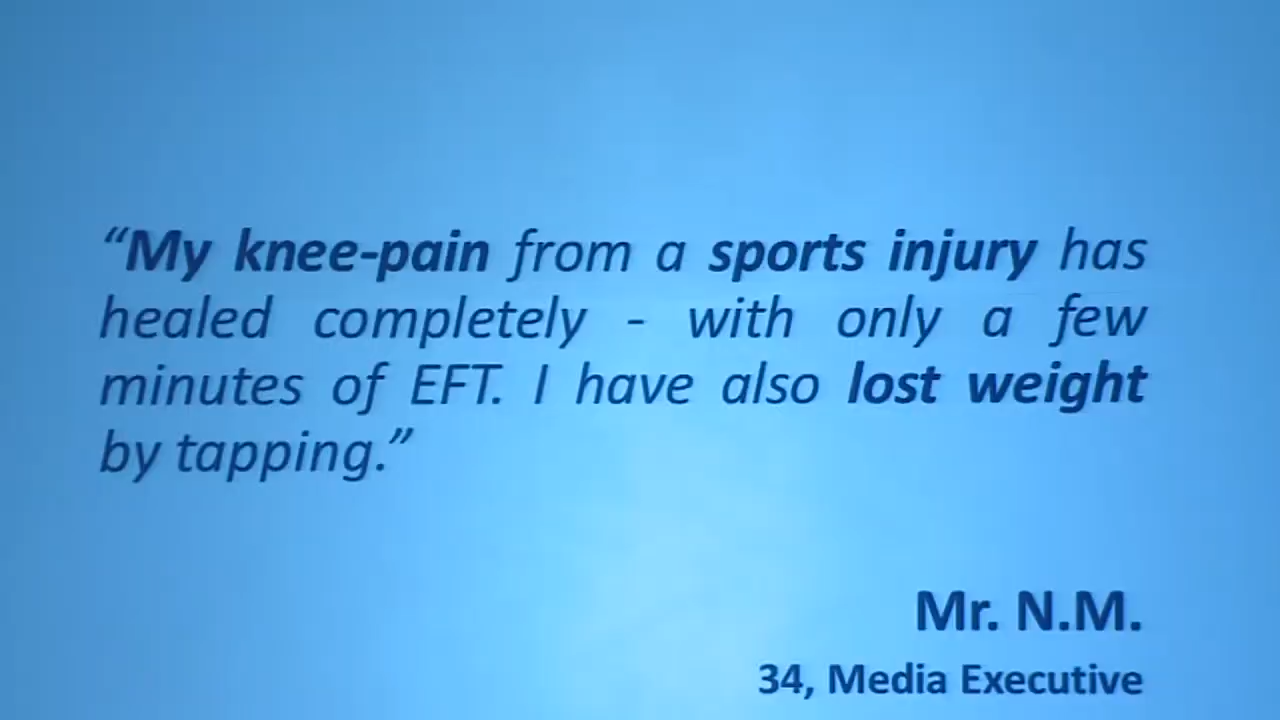 “My knee-pain from a sports injury has
healed completely - with only a few
minutes of EFT. I have also lost weight
by tapping.”
Mr. N.M.
34, Media Executive